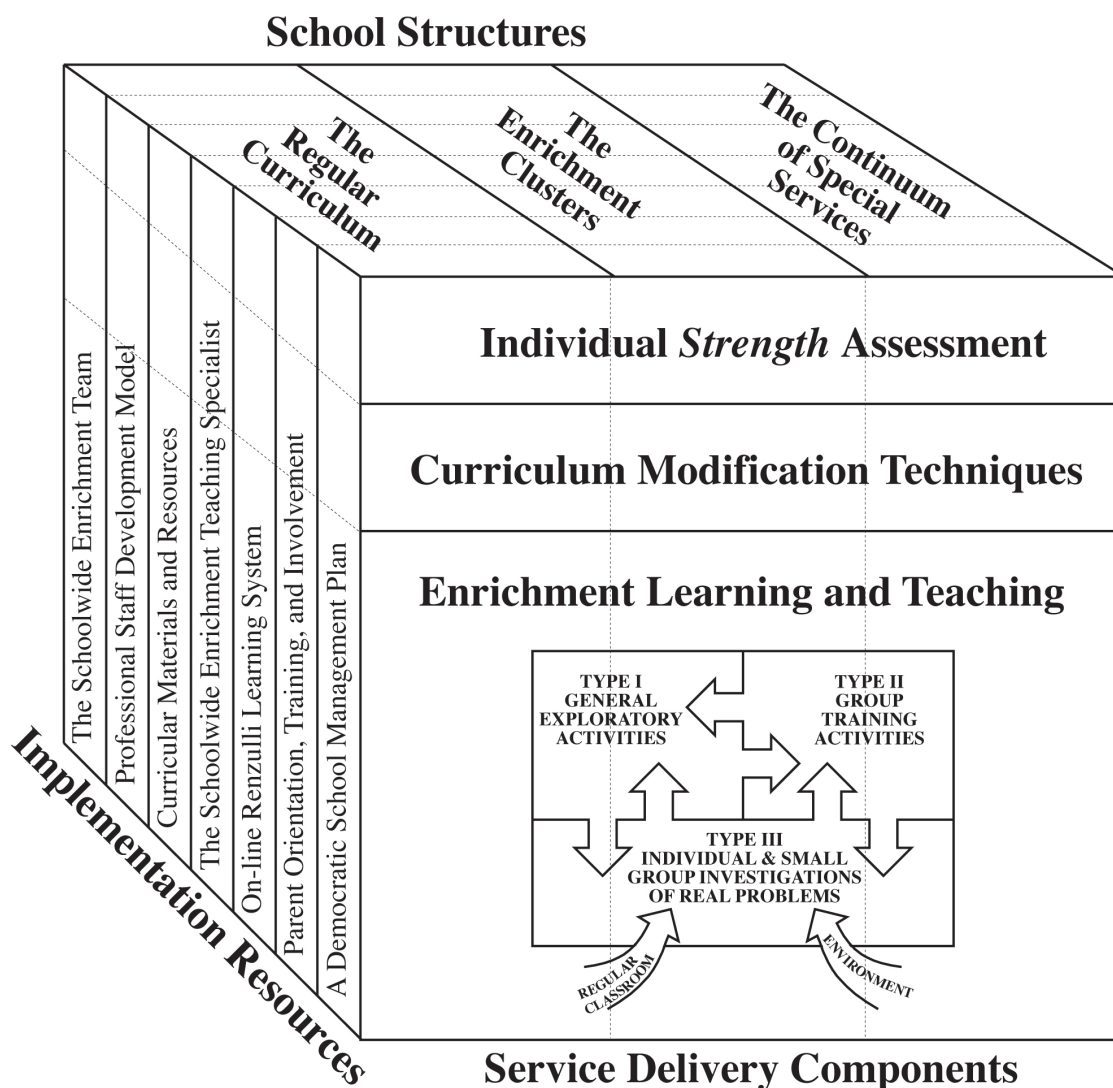 School Structures
The
Regular
Curriculum
The
Enrichment
Clusters
The Continuum
of Special
Services
The Schoolwide Enrichment Team
Professional Staff Development Model
Curricular Materials and Resources
The Schoolwide Enrichment Teaching Specialist
On-line Renzulli Learning System
Parent Orientation, Training, and Involvement
A Democratic School Management Plan
Implementation Resources
Individual Strength Assessment
Curriculum Modification Techniques
Enrichment Learning and Teaching
TYPE I
GENERAL
EXPLORATORY
ACTIVITIES
TYPE II
GROUP
TRAINING
ACTIVITIES
TYPE III
INDIVIDUAL & SMALL
GROUP INVESTIGATIONS
OF REAL PROBLEMS
REGULAR
CLASSROOM
ENVIRONMENT
Service Delivery Components